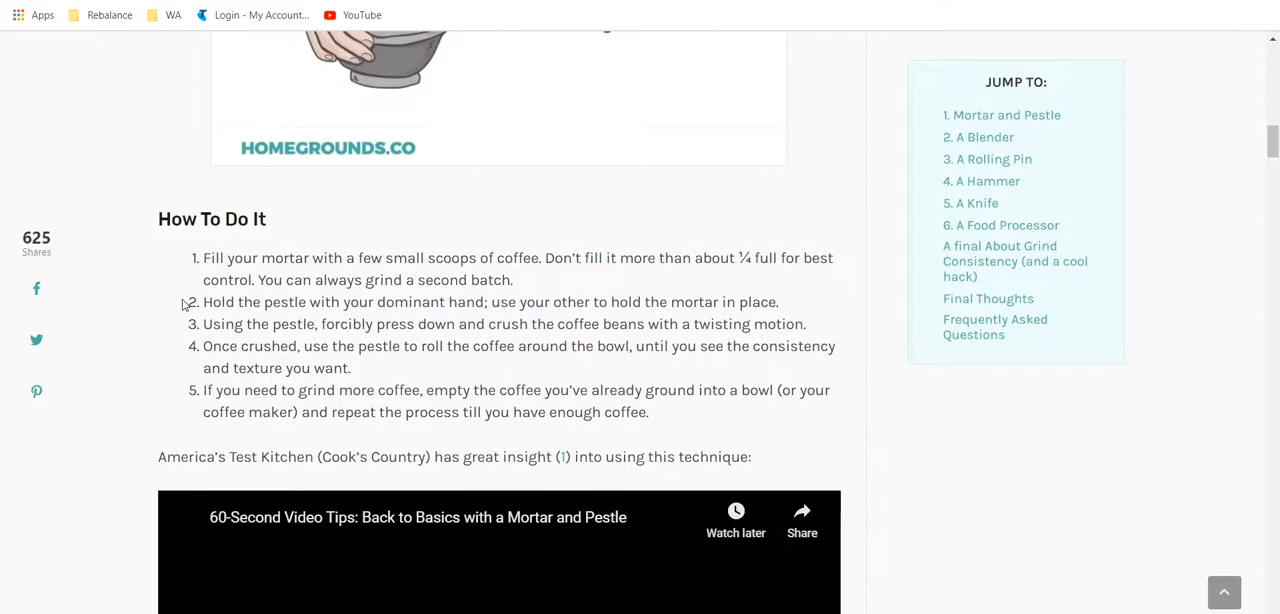 Apps Rebalance WA Login - My Account... YouTube
HOMEGROUNDS.CO
How To Do It
1. Fill your mortar with a few small scoops of coffee. Don't fill it more than about ¼ full for best
control. You can always grind a second batch.
2. Hold the pestle with your dominant hand; use your other to hold the mortar in place.
3. Using the pestle, forcibly press down and crush the coffee beans with a twisting motion.
4. Once crushed, use the pestle to roll the coffee around the bowl, until you see the consistency
and texture you want.
5. If you need to grind more coffee, empty the coffee you've already ground into a bowl (or your
coffee maker) and repeat the process till you have enough coffee.
America's Test Kitchen (Cook's Country) has great insight (1) into using this technique:
60-Second Video Tips: Back to Basics with a Mortar and Pestle
Watch later Share
625
Shares
JUMP TO:
1. Mortar and Pestle
2. A Blender
3. A Rolling Pin
4. A Hammer
5. A Knife
6. A Food Processor
A final About Grind
Consistency (and a cool
hack)
Final Thoughts
Frequently Asked
Questions